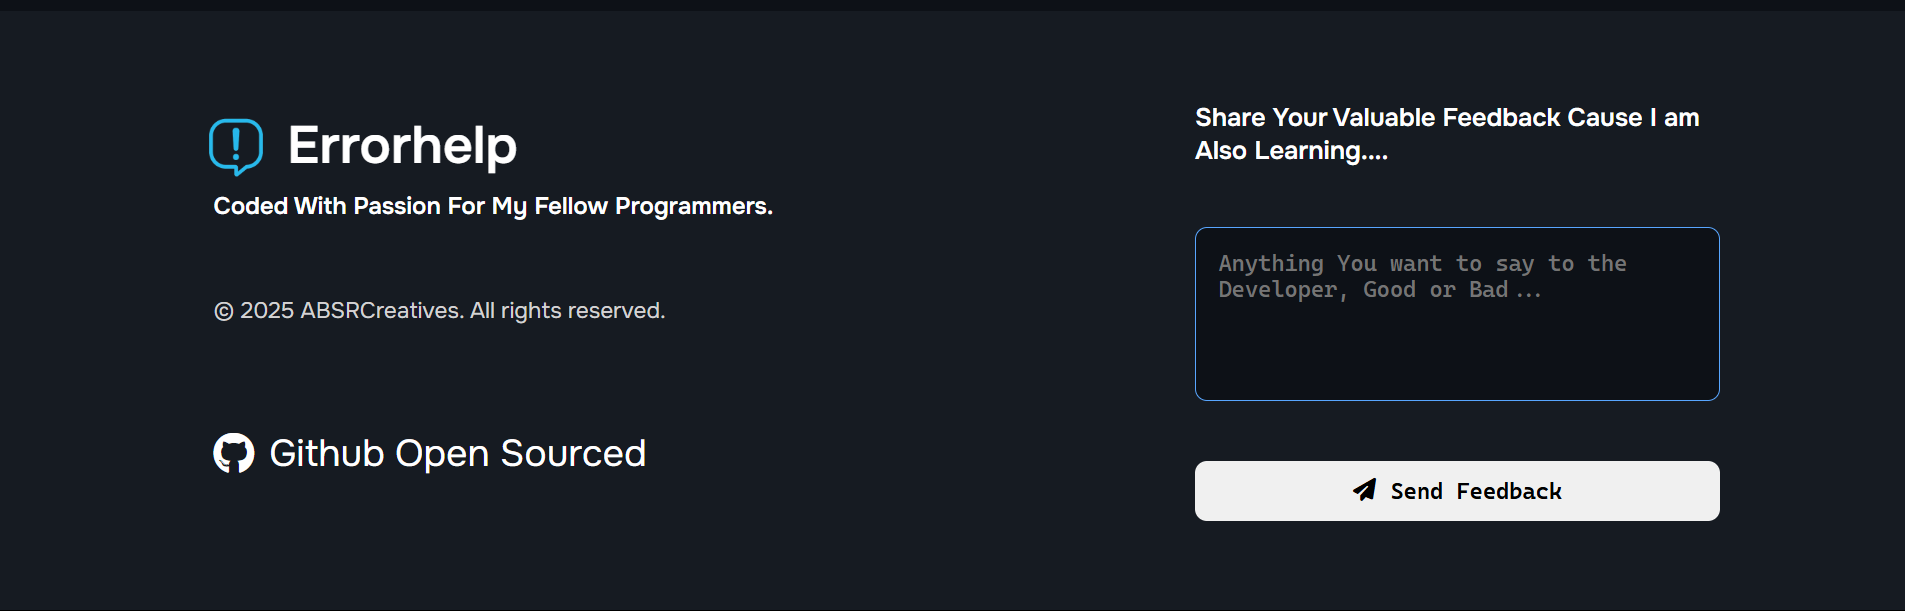 Errorhelp
Coded With Passion For My Fellow Programmers.
© 2025 ABSRCreatives. All rights reserved.
Github Open Sourced
Share Your Valuable Feedback Cause I am
Also Learning....
Anything You want to say to the
Developer, Good or Bad...
Send Feedback